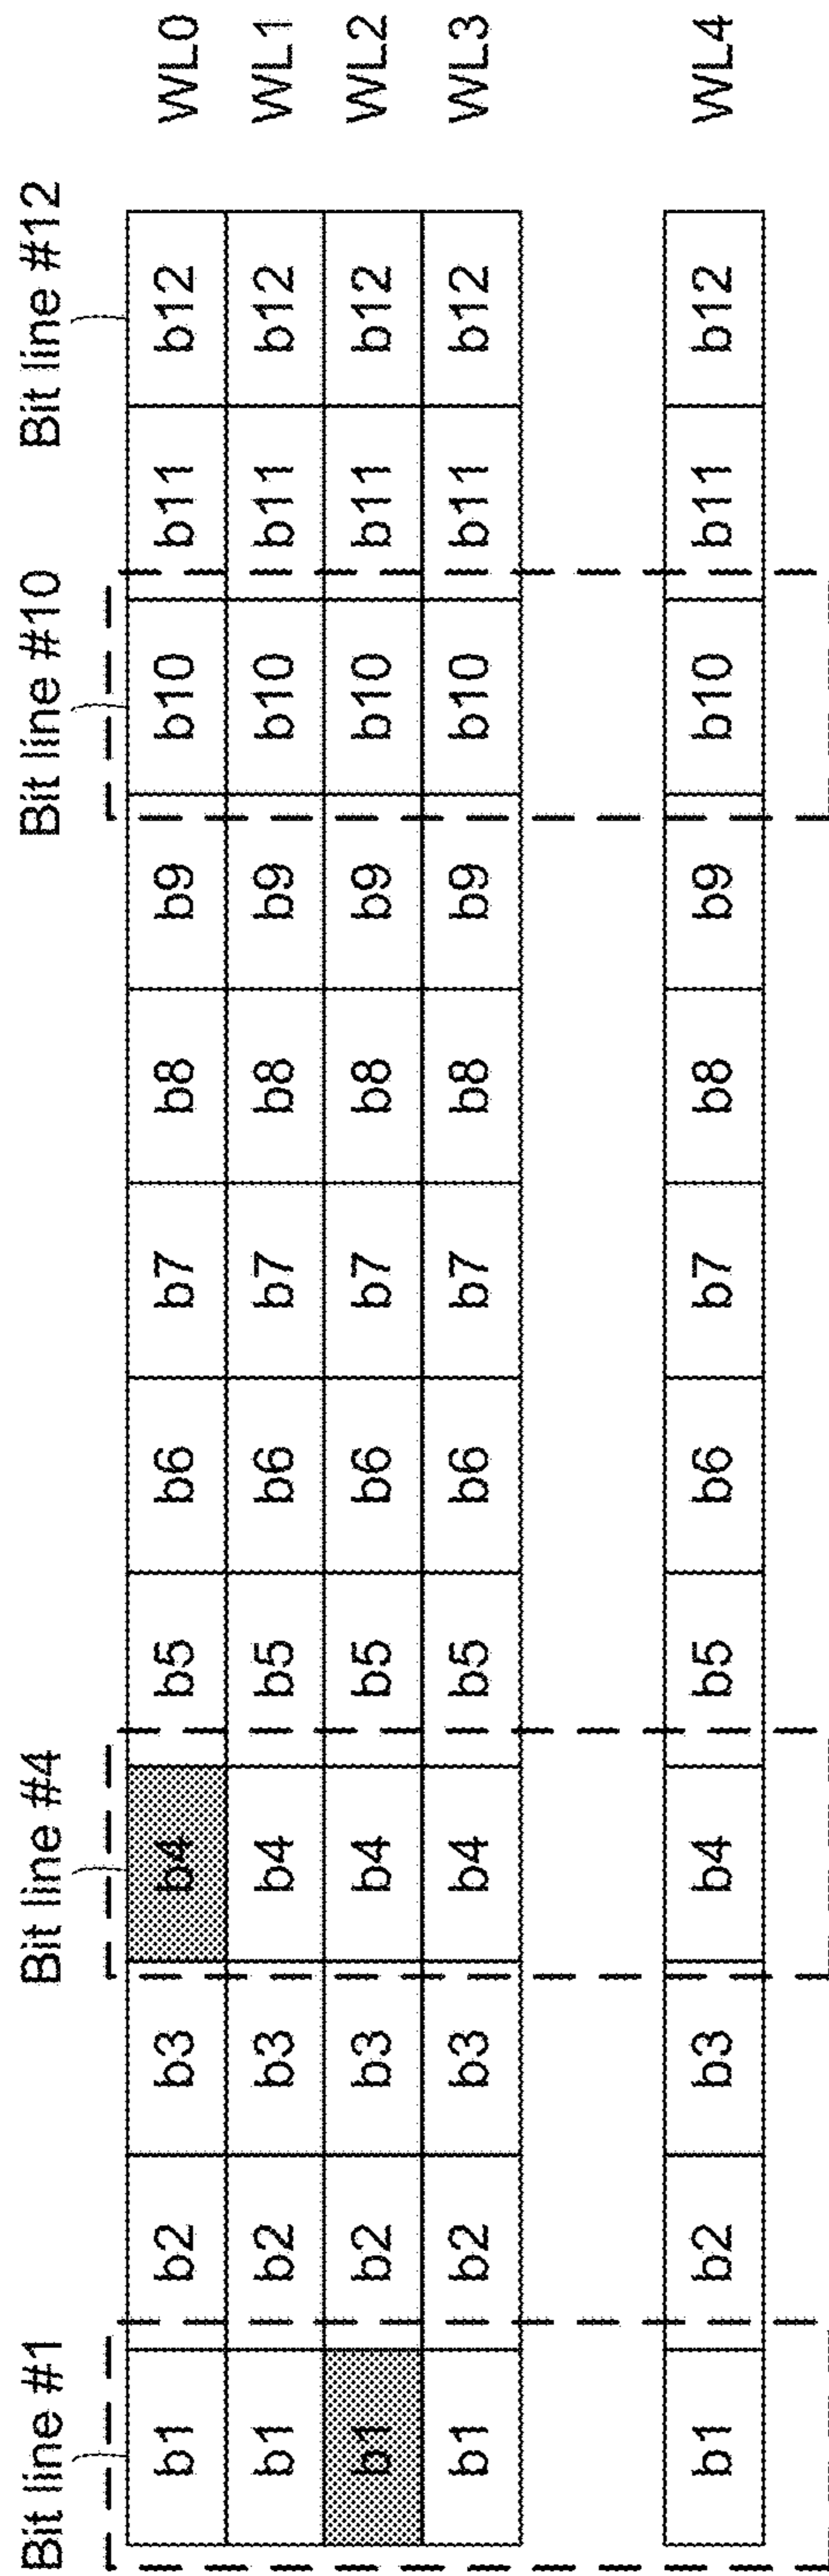 Bit line #1 Bit line #4 Bit line #10 Bit line #12
b1 b2 b3 b4 b5 b6 b7 b8 b9 b10 b11 b12 WL0
b1 b2 b3 b4 b5 b6 b7 b8 b9 b10 b11 b12 WL1
b1 b2 b3 b4 b5 b6 b7 b8 b9 b10 b11 b12 WL2
b1 b2 b3 b4 b5 b6 b7 b8 b9 b10 b11 b12 WL3
b1 b2 b3 b4 b5 b6 b7 b8 b9 b10 b11 b12 WL4